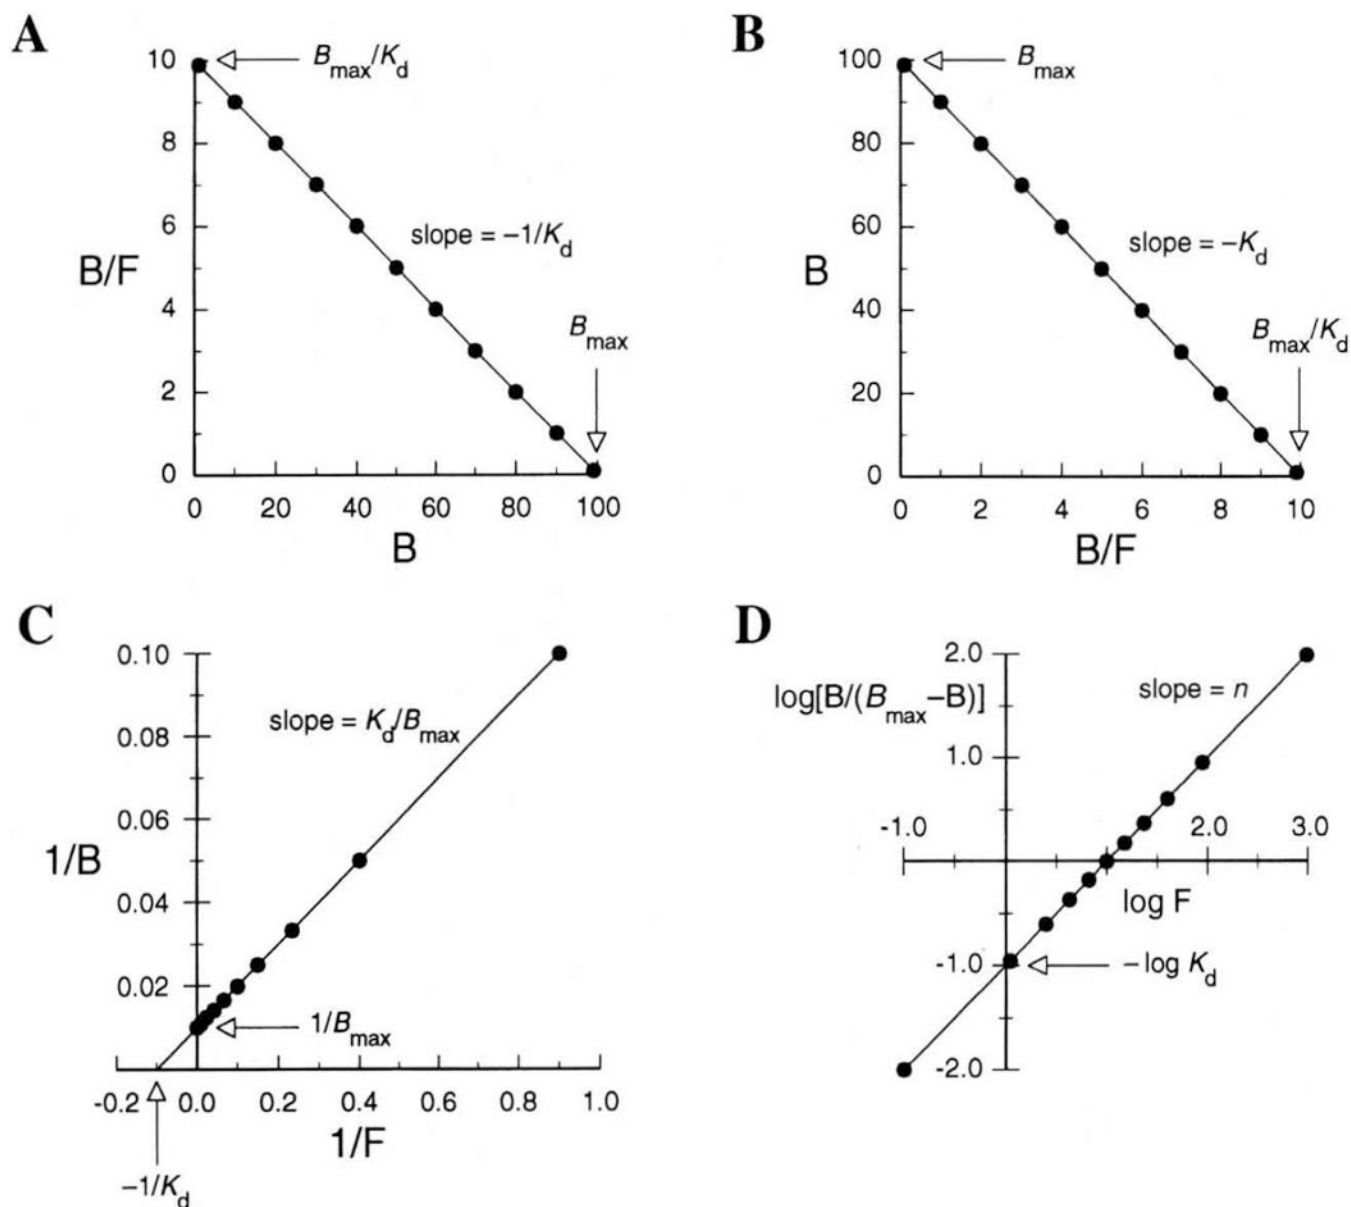 A
10
8
6
4
2
0
B/F
B_max/K_d
slope = –1/K_d
B_max
0 20 40 60 80 100
B
B
100
80
60
40
20
0
B
B_max
slope = –K_d
B_max/K_d
0 2 4 6 8 10
B/F
C
0.10
0.08
0.06
0.04
0.02
1/B
slope = K_d/B_max
1/B_max
-0.2 0.0 0.2 0.4 0.6 0.8 1.0
1/F
–1/K_d
D
2.0
log[B/(B_max–B)]
slope = n
1.0
-1.0 2.0 3.0
log F
-1.0
–log K_d
-2.0